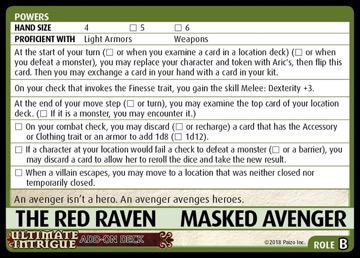 POWERS
HAND SIZE 4 ☐ 5 ☐ 6
PROFICIENT WITH Light Armors Weapons
At the start of your turn (☐ or when you examine a card in a location deck) (☐ or when
you defeat a monster), you may replace your character and token with Aric's, then flip this
card. Then you may exchange a card in your hand with a card in your kit.
On your check that invokes the Finesse trait, you gain the skill Melee: Dexterity +3.
At the end of your move step (☐ or turn), you may examine the top card of your location
deck. (☐ If it is a monster, you may encounter it.)
☐ On your combat check, you may discard (☐ or recharge) a card that has the Accessory
or Clothing trait or an armor to add 1d8 (☐ 1d12).
☐ If a character at your location would fail a check to defeat a monster (☐ or a barrier), you
may discard a card to allow her to reroll the dice and take the new result.
☐ When a villain escapes, you may move to a location that was neither closed nor
temporarily closed.
An avenger isn't a hero. An avenger avenges heroes.
THE RED RAVEN MASKED AVENGER
ULTIMATE
INTRIGUE ADD-ON DECK
©2018 Paizo Inc. ROLE B